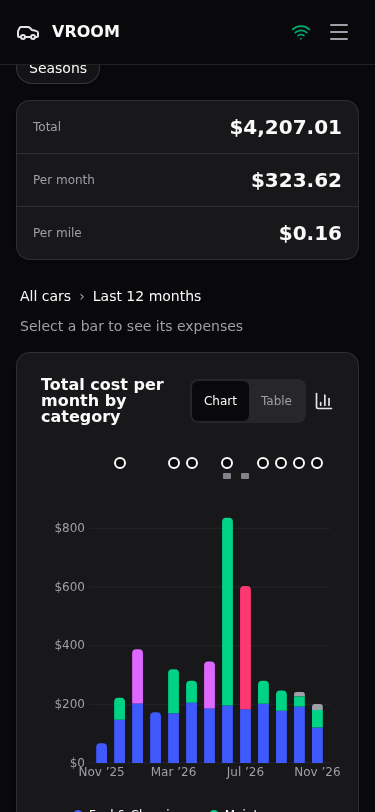 VROOM
Seasons
Total $4,207.01
Per month $323.62
Per mile $0.16
All cars › Last 12 months
Select a bar to see its expenses
Total cost per
month by
category
Chart Table
$800
$600
$400
$200
$0
Nov ’25 Mar ’26 Jul ’26 Nov ’26